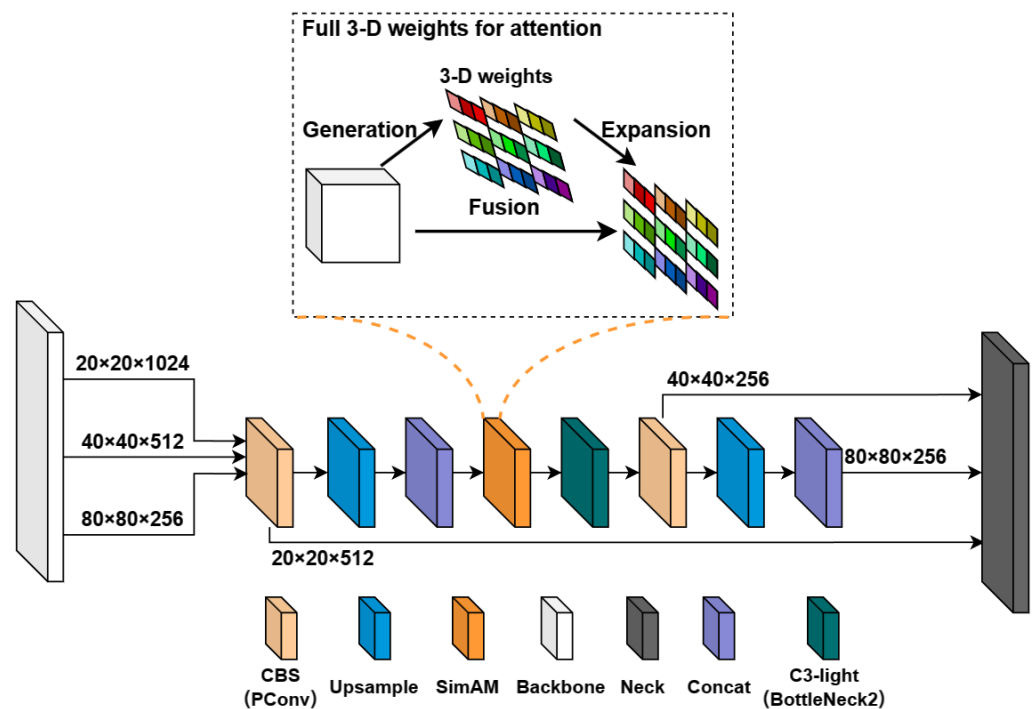 Full 3-D weights for attention
3-D weights
Generation
Expansion
Fusion
20×20×1024
40×40×256
40×40×512
80×80×256
80×80×256
20×20×512
CBS
(PConv)
Upsample
SimAM
Backbone
Neck
Concat
C3-light
(BottleNeck2)